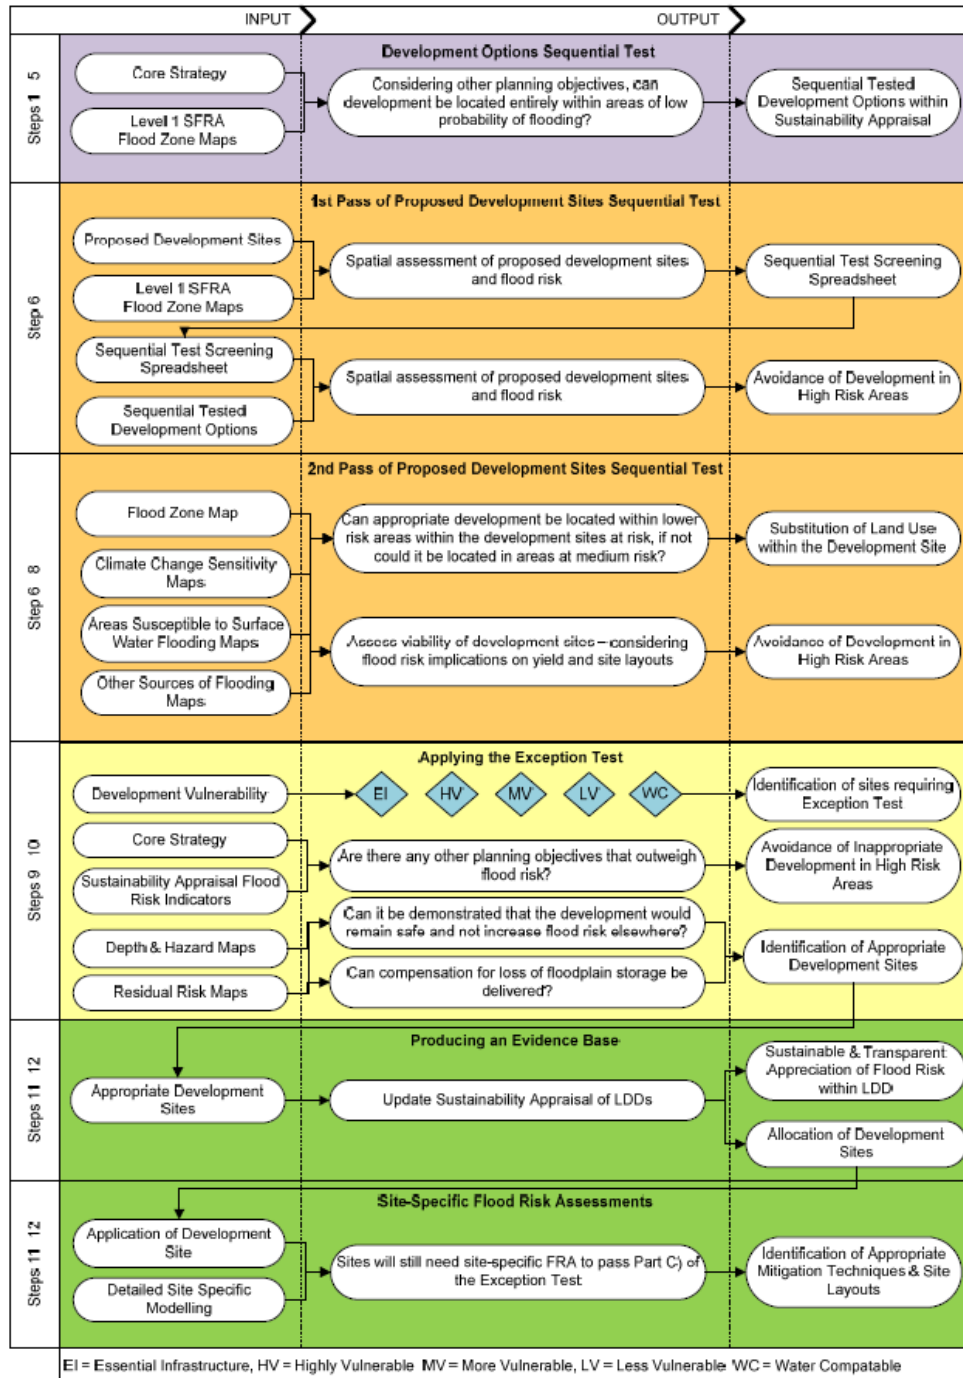 INPUT
OUTPUT
Steps 1 5
Development Options Sequential Test
Core Strategy
Level 1 SFRA
Flood Zone Maps
Considering other planning objectives, can
development be located entirely within areas of low
probability of flooding?
Sequential Tested
Development Options within
Sustainability Appraisal
Step 6
1st Pass of Proposed Development Sites Sequential Test
Proposed Development Sites
Level 1 SFRA
Flood Zone Maps
Spatial assessment of proposed development sites
and flood risk
Sequential Test Screening
Spreadsheet
Sequential Test Screening
Spreadsheet
Sequential Tested
Development Options
Spatial assessment of proposed development sites
and flood risk
Avoidance of Development in
High Risk Areas
Step 6 8
2nd Pass of Proposed Development Sites Sequential Test
Flood Zone Map
Climate Change Sensitivity
Maps
Areas Susceptible to Surface
Water Flooding Maps
Other Sources of Flooding
Maps
Can appropriate development be located within lower
risk areas within the development sites at risk, if not
could it be located in areas at medium risk?
Substitution of Land Use
within the Development Site
Assess viability of development sites – considering
flood risk implications on yield and site layouts
Avoidance of Development in
High Risk Areas
Steps 9 10
Applying the Exception Test
Development Vulnerability
EI
HV
MV
LV
WC
Identification of sites requiring
Exception Test
Core Strategy
Sustainability Appraisal Flood
Risk Indicators
Are there any other planning objectives that outweigh
flood risk?
Avoidance of Inappropriate
Development in High Risk
Areas
Depth & Hazard Maps
Residual Risk Maps
Can it be demonstrated that the development would
remain safe and not increase flood risk elsewhere?
Can compensation for loss of floodplain storage be
delivered?
Identification of Appropriate
Development Sites
Steps 11 12
Producing an Evidence Base
Appropriate Development
Sites
Update Sustainability Appraisal of LDDs
Sustainable & Transparent
Appreciation of Flood Risk
within LDD
Allocation of Development
Sites
Steps 11 12
Site-Specific Flood Risk Assessments
Application of Development
Site
Detailed Site Specific
Modelling
Sites will still need site-specific FRA to pass Part C) of
the Exception Test
Identification of Appropriate
Mitigation Techniques & Site
Layouts
EI = Essential Infrastructure, HV = Highly Vulnerable MV = More Vulnerable, LV = Less Vulnerable WC = Water Compatable